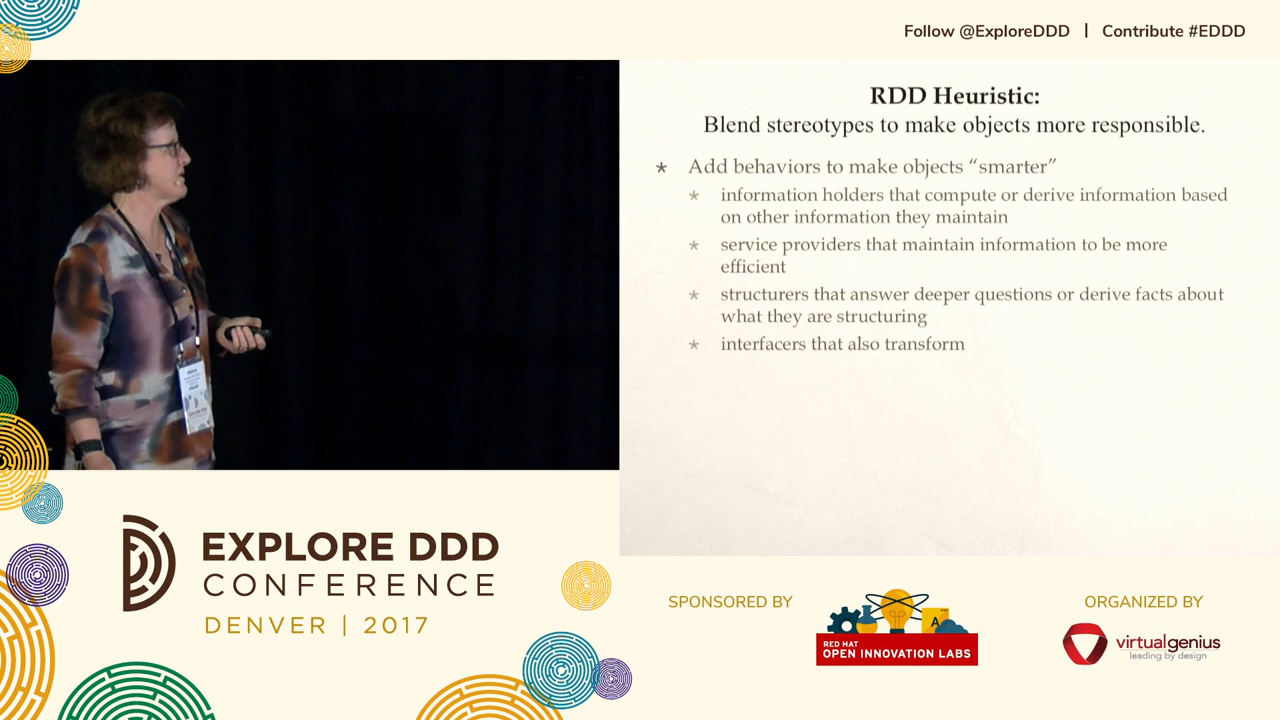 Follow @ExploreDDD | Contribute #EDDD
RDD Heuristic:
Blend stereotypes to make objects more responsible.
* Add behaviors to make objects “smarter”
* information holders that compute or derive information based
on other information they maintain
* service providers that maintain information to be more
efficient
* structurers that answer deeper questions or derive facts about
what they are structuring
* interfacers that also transform
EXPLORE DDD
CONFERENCE
DENVER | 2017
SPONSORED BY
A
RED HAT
OPEN INNOVATION LABS
ORGANIZED BY
virtualgenius
leading by design